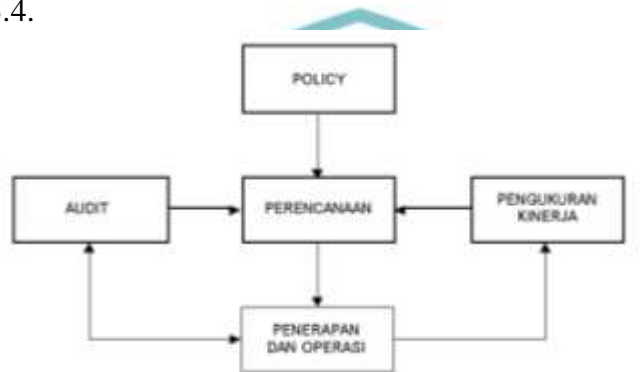 .4.
POLICY
AUDIT
PERENCANAAN
PENGUKURAN
KINERJA
PENERAPAN
DAN OPERASI